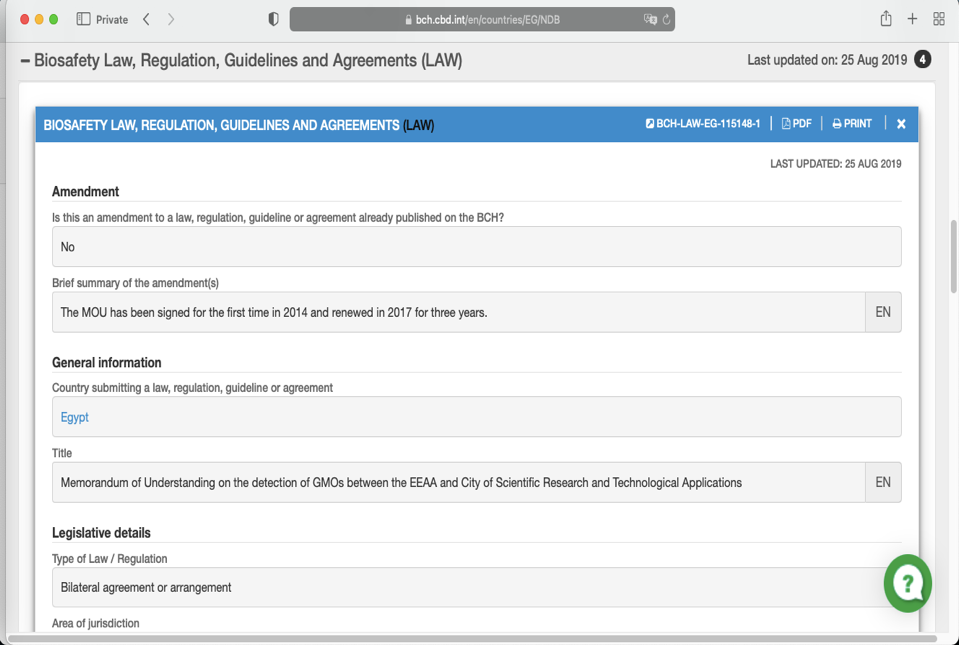 Private
bch.cbd.int/en/countries/EG/NDB
– Biosafety Law, Regulation, Guidelines and Agreements (LAW)
Last updated on: 25 Aug 2019 4
BIOSAFETY LAW, REGULATION, GUIDELINES AND AGREEMENTS (LAW)
BCH-LAW-EG-115148-1 | PDF | PRINT | ×
LAST UPDATED: 25 AUG 2019
Amendment
Is this an amendment to a law, regulation, guideline or agreement already published on the BCH?
No
Brief summary of the amendment(s)
The MOU has been signed for the first time in 2014 and renewed in 2017 for three years.
EN
General information
Country submitting a law, regulation, guideline or agreement
Egypt
Title
Memorandum of Understanding on the detection of GMOs between the EEAA and City of Scientific Research and Technological Applications
EN
Legislative details
Type of Law / Regulation
Bilateral agreement or arrangement
?
Area of jurisdiction